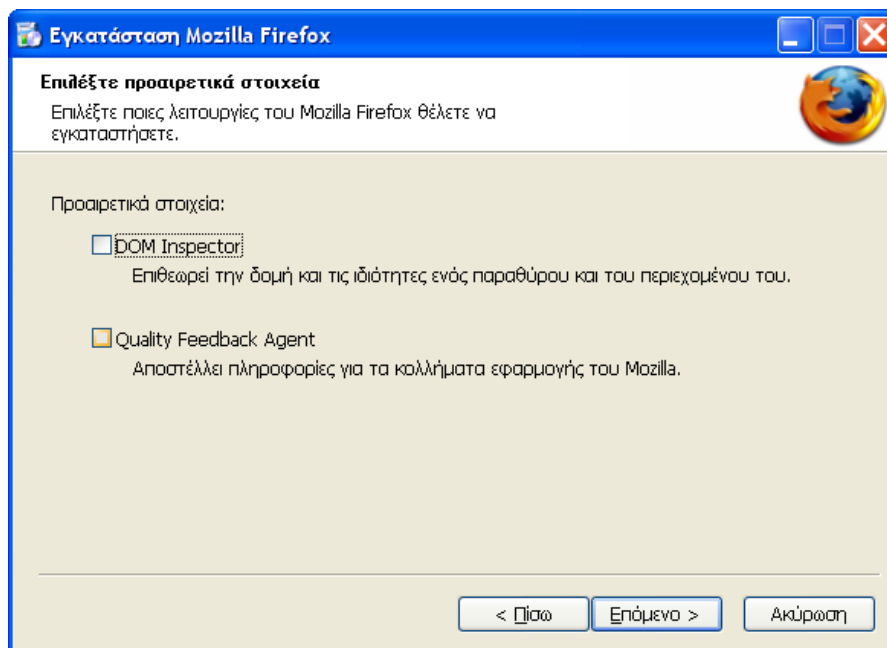 Εγκατάσταση Mozilla Firefox
Επιλέξτε προαιρετικά στοιχεία
Επιλέξτε ποιες λειτουργίες του Mozilla Firefox θέλετε να
εγκαταστήσετε.
Προαιρετικά στοιχεία:
DOM Inspector
Επιθεωρεί την δομή και τις ιδιότητες ενός παραθύρου και του περιεχομένου του.
Quality Feedback Agent
Αποστέλλει πληροφορίες για τα κολλήματα εφαρμογής του Mozilla.
< Πίσω Επόμενο > Ακύρωση